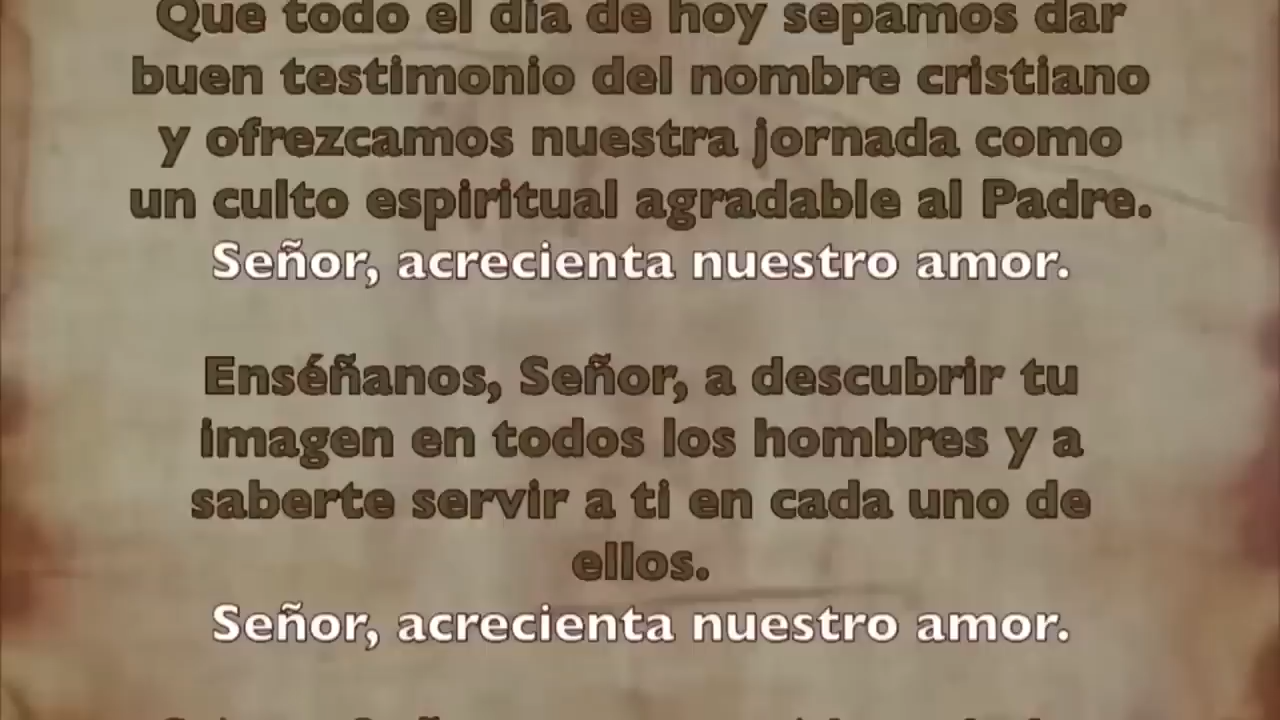 Que todo el día de hoy sepamos dar
buen testimonio del nombre cristiano
y ofrezcamos nuestra jornada como
un culto espiritual agradable al Padre.
Señor, acrecienta nuestro amor.
Enséñanos, Señor, a descubrir tu
imagen en todos los hombres y a
saberte servir a ti en cada uno de
ellos.
Señor, acrecienta nuestro amor.